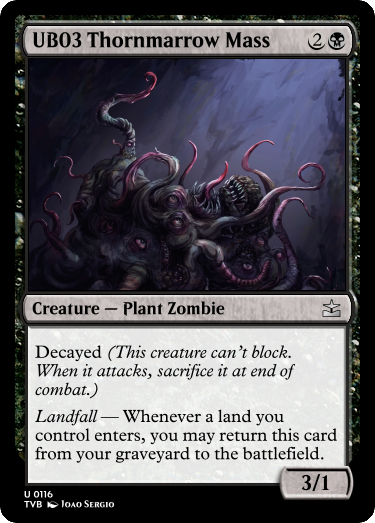 UB03 Thornmarrow Mass 2
Creature — Plant Zombie
Decayed (This creature can't block.
When it attacks, sacrifice it at end of
combat.)
Landfall — Whenever a land you
control enters, you may return this card
from your graveyard to the battlefield.
3/1
U 0116
TVB Joao Sergio